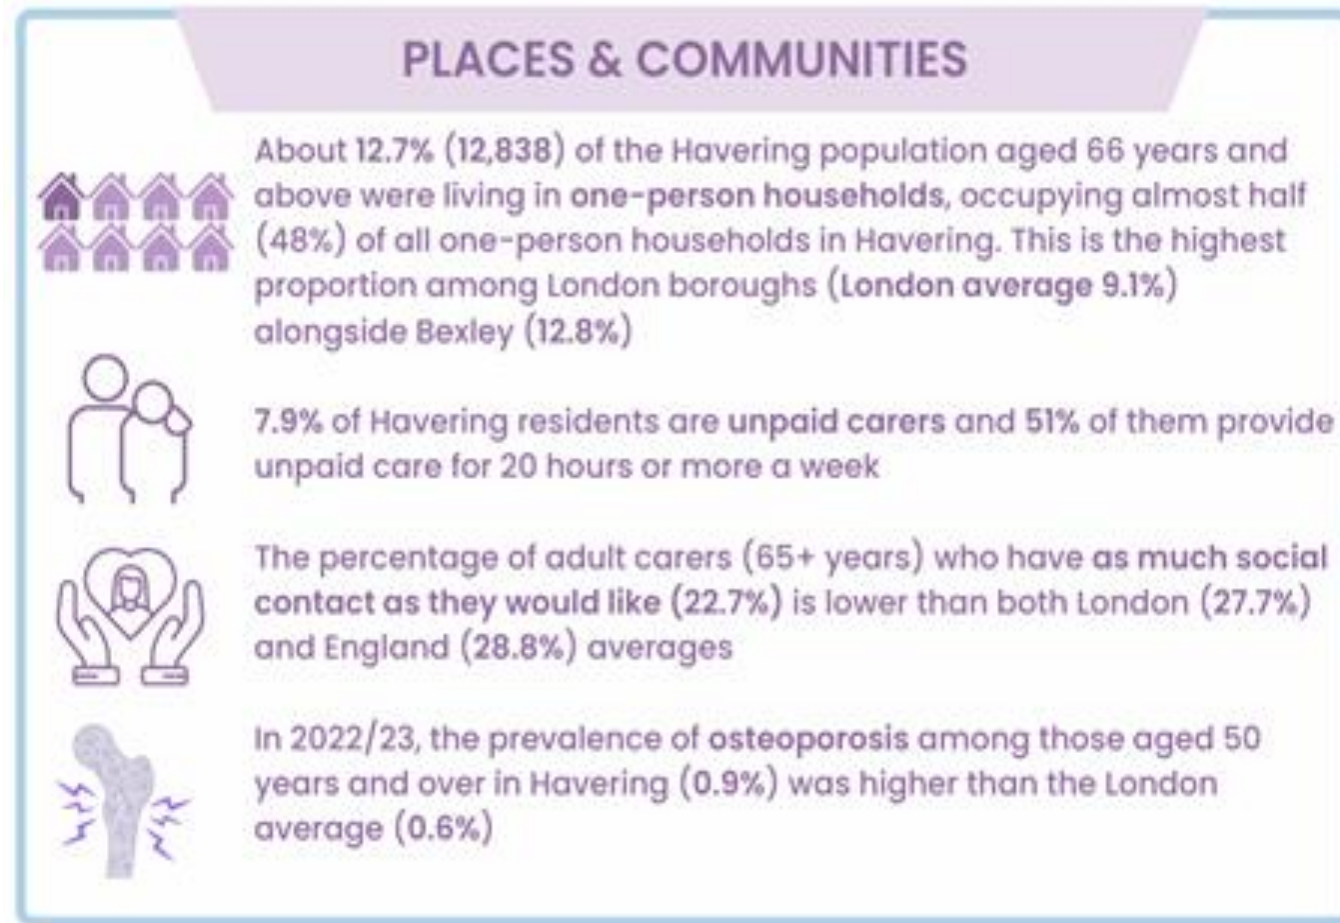 PLACES & COMMUNITIES
About 12.7% (12,838) of the Havering population aged 66 years and
above were living in one-person households, occupying almost half
(48%) of all one-person households in Havering. This is the highest
proportion among London boroughs (London average 9.1%)
alongside Bexley (12.8%)
7.9% of Havering residents are unpaid carers and 51% of them provide
unpaid care for 20 hours or more a week
The percentage of adult carers (65+ years) who have as much social
contact as they would like (22.7%) is lower than both London (27.7%)
and England (28.8%) averages
In 2022/23, the prevalence of osteoporosis among those aged 50
years and over in Havering (0.9%) was higher than the London
average (0.6%)